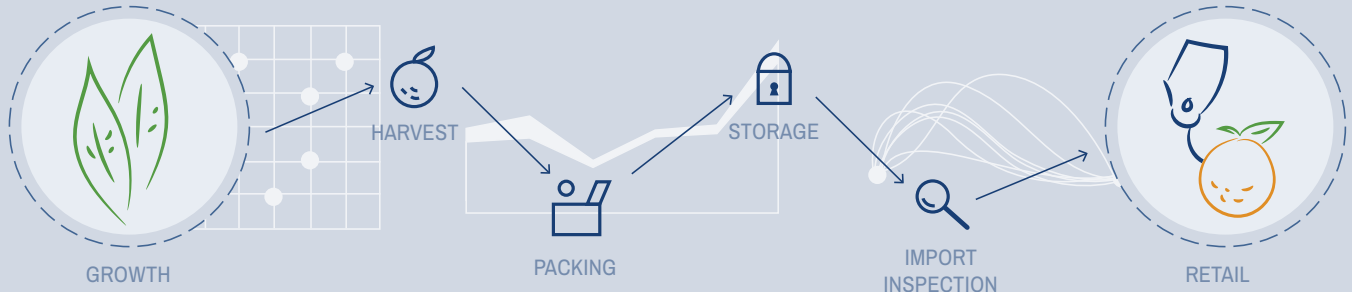 GROWTH
HARVEST
PACKING
STORAGE
IMPORT
INSPECTION
RETAIL